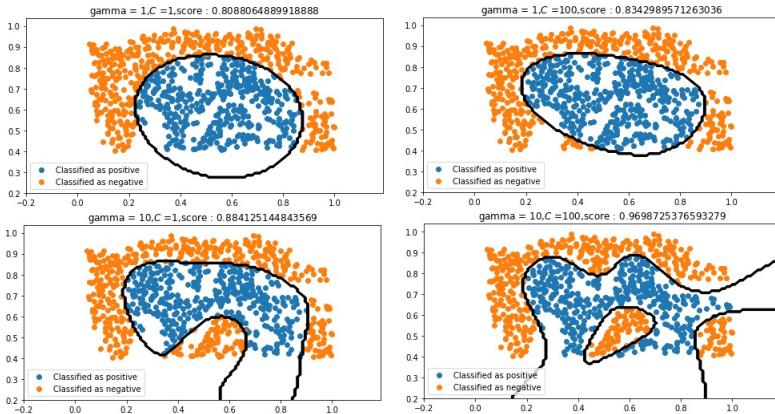 gamma = 1,C =1,score : 0.8088064889918888
1.0
0.9
0.8
0.7
0.6
0.5
0.4
0.3
0.2
Classified as positive
Classified as negative
−0.2 0.0 0.2 0.4 0.6 0.8 1.0
gamma = 1,C =100,score : 0.8342989571263036
1.0
0.9
0.8
0.7
0.6
0.5
0.4
0.3
0.2
Classified as positive
Classified as negative
−0.2 0.0 0.2 0.4 0.6 0.8 1.0
gamma = 10,C =1,score : 0.884125144843569
1.0
0.9
0.8
0.7
0.6
0.5
0.4
0.3
0.2
Classified as positive
Classified as negative
−0.2 0.0 0.2 0.4 0.6 0.8 1.0
gamma = 10,C =100,score : 0.9698725376593279
1.0
0.9
0.8
0.7
0.6
0.5
0.4
0.3
0.2
Classified as positive
Classified as negative
−0.2 0.0 0.2 0.4 0.6 0.8 1.0